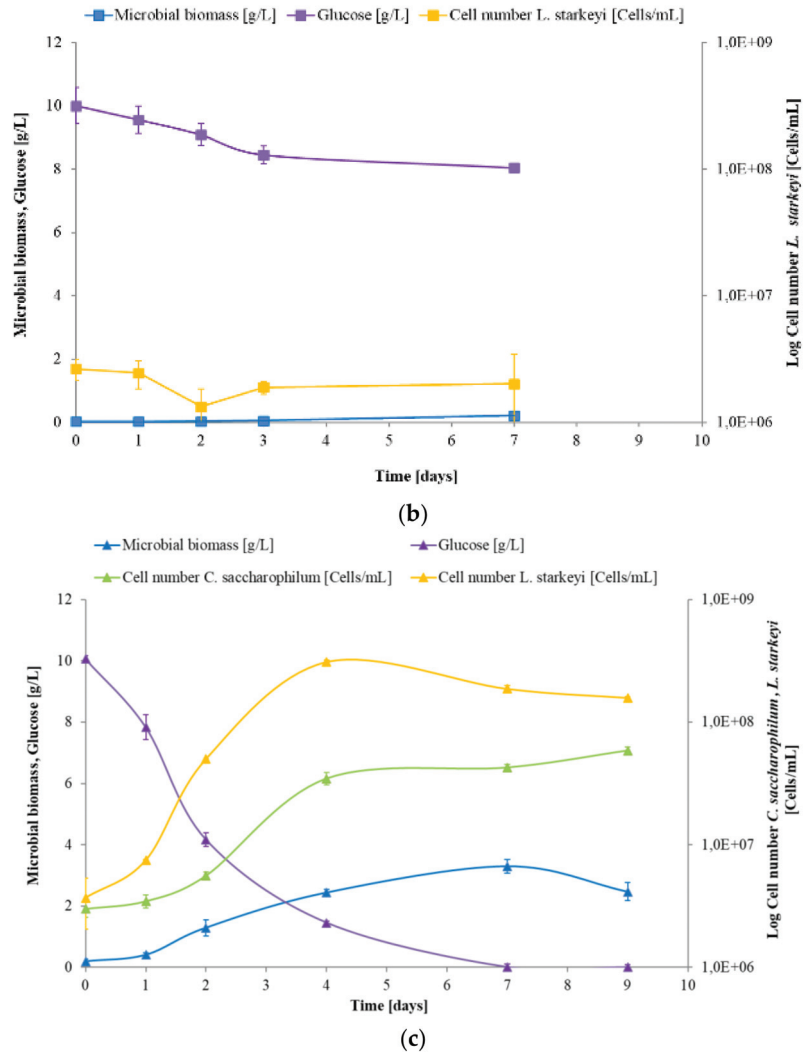 Microbial biomass [g/L] Glucose [g/L] Cell number L. starkeyi [Cells/mL]
12 1,0E+09
10 1,0E+08
8
6 1,0E+07
4
2
0 1,0E+06
Microbial biomass, Glucose [g/L]
Log Cell number L. starkeyi [Cells/mL]
0 1 2 3 4 5 6 7 8 9 10
Time [days]
(b)
Microbial biomass [g/L] Glucose [g/L]
Cell number C. saccharophilum [Cells/mL] Cell number L. starkeyi [Cells/mL]
12 1,0E+09
10
8 1,0E+08
6
4 1,0E+07
2
0 1,0E+06
Microbial biomass, Glucose [g/L]
Log Cell number C. saccharophilum, L. starkeyi
[Cells/mL]
0 1 2 3 4 5 6 7 8 9 10
Time [days]
(c)